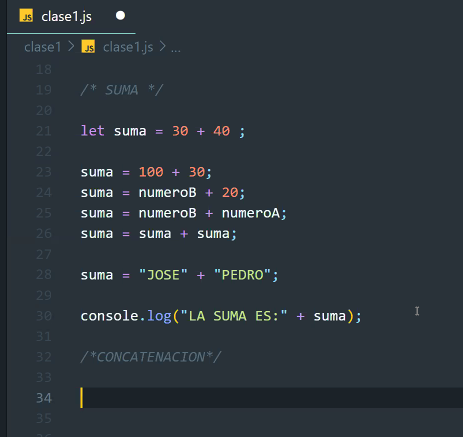 JS clase1.js
clase1 > JS clase1.js > ...
18
19 /* SUMA */
20
21 let suma = 30 + 40 ;
22
23 suma = 100 + 30;
24 suma = numeroB + 20;
25 suma = numeroB + numeroA;
26 suma = suma + suma;
27
28 suma = "JOSE" + "PEDRO";
29
30 console.log("LA SUMA ES:" + suma);
31
32 /*CONCATENACION*/
33
34
35